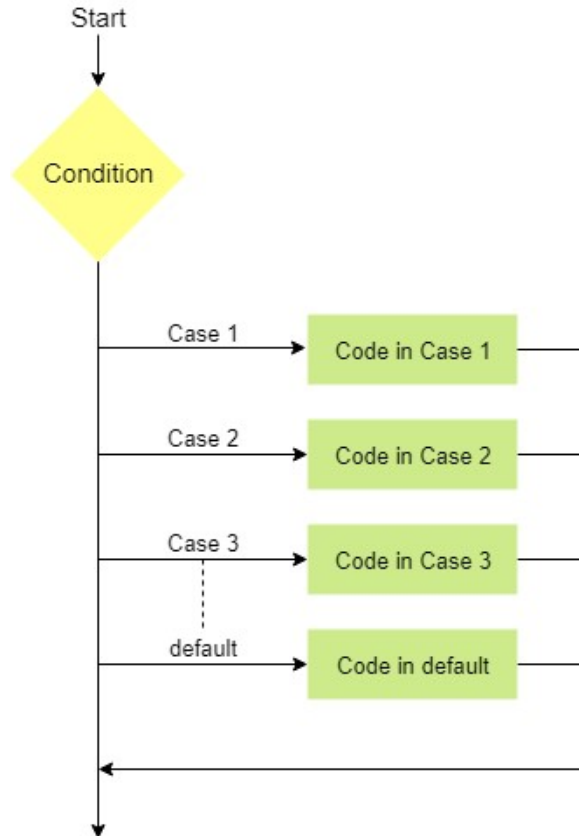 Start
Condition
Case 1
Code in Case 1
Case 2
Code in Case 2
Case 3
Code in Case 3
default
Code in default